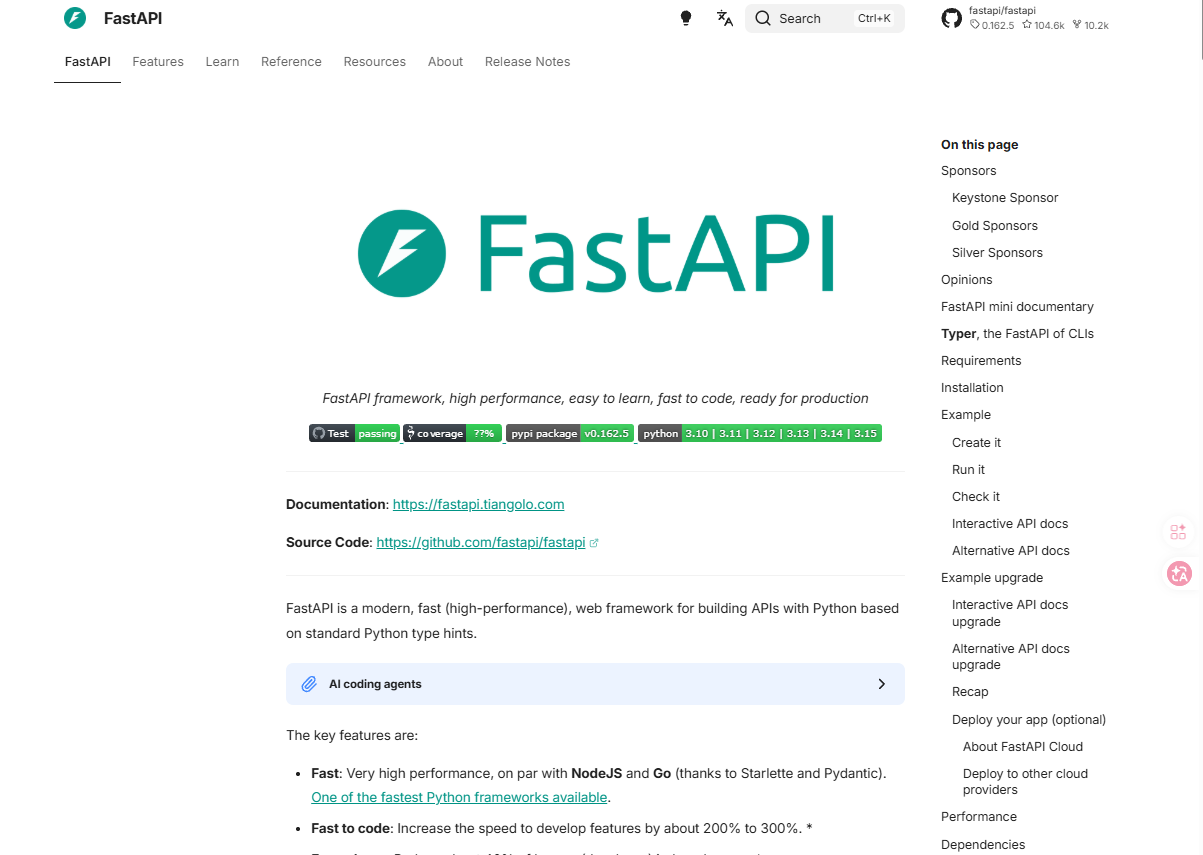 FastAPI
Search Ctrl+K
fastapi/fastapi
0.162.5 104.6k 10.2k
FastAPI Features Learn Reference Resources About Release Notes
FastAPI
FastAPI framework, high performance, easy to learn, fast to code, ready for production
Test passing coverage ??% pypi package v0.162.5 python 3.10 | 3.11 | 3.12 | 3.13 | 3.14 | 3.15
Documentation: https://fastapi.tiangolo.com
Source Code: https://github.com/fastapi/fastapi
FastAPI is a modern, fast (high-performance), web framework for building APIs with Python based
on standard Python type hints.
AI coding agents
The key features are:
• Fast: Very high performance, on par with NodeJS and Go (thanks to Starlette and Pydantic).
One of the fastest Python frameworks available.
• Fast to code: Increase the speed to develop features by about 200% to 300%. *
On this page
Sponsors
Keystone Sponsor
Gold Sponsors
Silver Sponsors
Opinions
FastAPI mini documentary
Typer, the FastAPI of CLIs
Requirements
Installation
Example
Create it
Run it
Check it
Interactive API docs
Alternative API docs
Example upgrade
Interactive API docs
upgrade
Alternative API docs
upgrade
Recap
Deploy your app (optional)
About FastAPI Cloud
Deploy to other cloud
providers
Performance
Dependencies